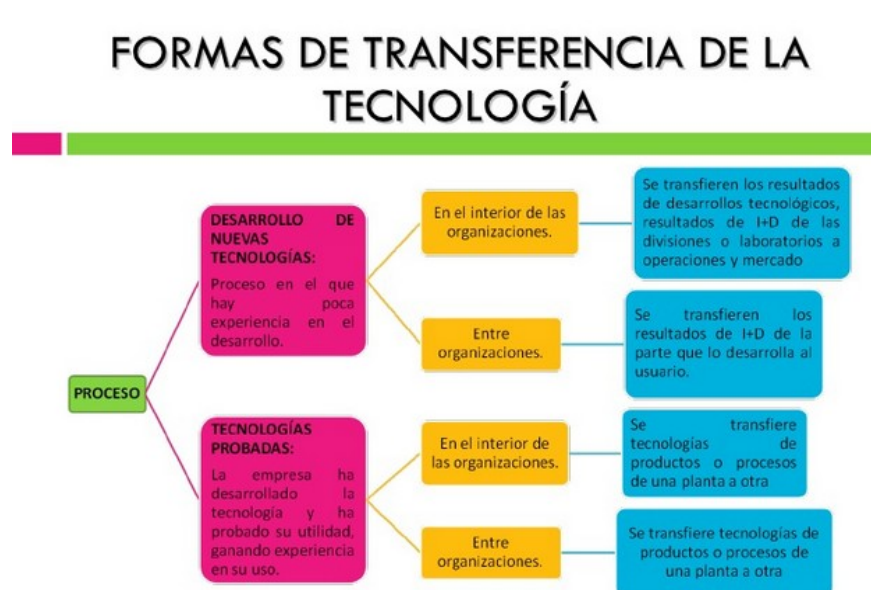 FORMAS DE TRANSFERENCIA DE LA
TECNOLOGÍA
PROCESO
DESARROLLO DE
NUEVAS
TECNOLOGÍAS:
Proceso en el que
hay poca
experiencia en el
desarrollo.
En el interior de las
organizaciones.
Se transfieren los resultados
de desarrollos tecnológicos,
resultados de I+D de las
divisiones o laboratorios a
operaciones y mercado
Entre
organizaciones.
Se transfieren los
resultados de I+D de la
parte que lo desarrolla al
usuario.
TECNOLOGÍAS
PROBADAS:
La empresa ha
desarrollado la
tecnología y ha
probado su utilidad,
ganando experiencia
en su uso.
En el interior de
las organizaciones.
Se transfiere
tecnologías de
productos o procesos
de una planta a otra
Entre
organizaciones.
Se transfiere tecnologías de
productos o procesos de
una planta a otra